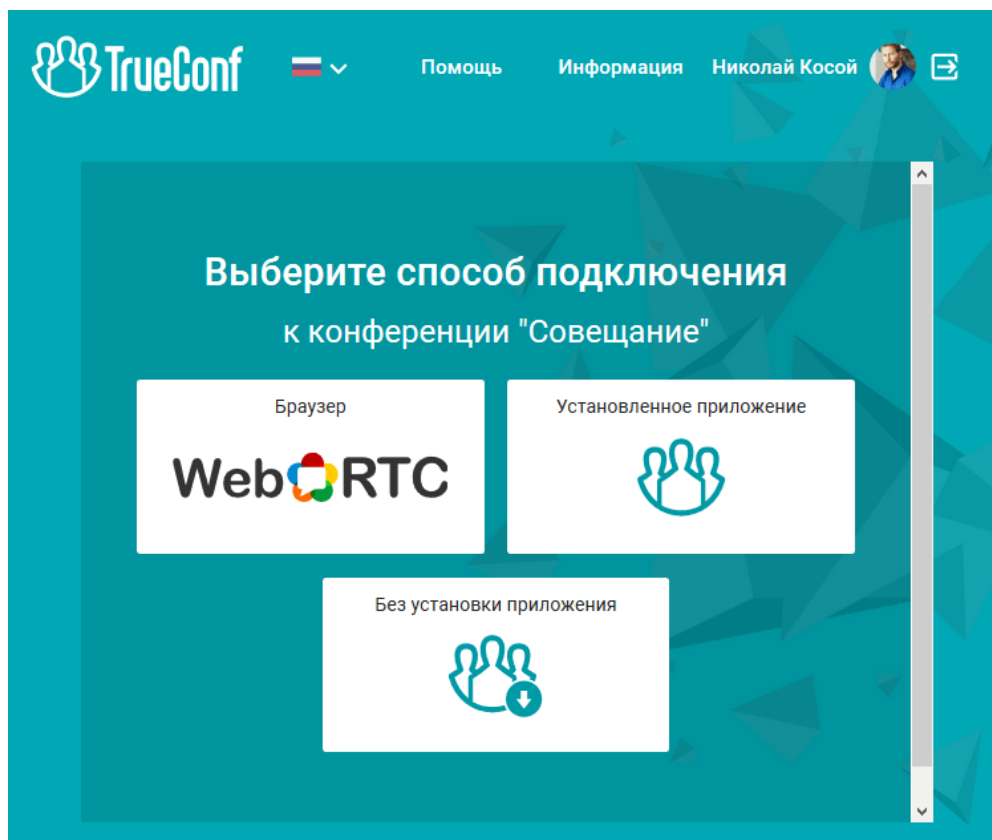 TrueConf
Помощь
Информация
Николай Косой
Выберите способ подключения
к конференции "Совещание"
Браузер
Установленное приложение
WebRTC
Без установки приложения